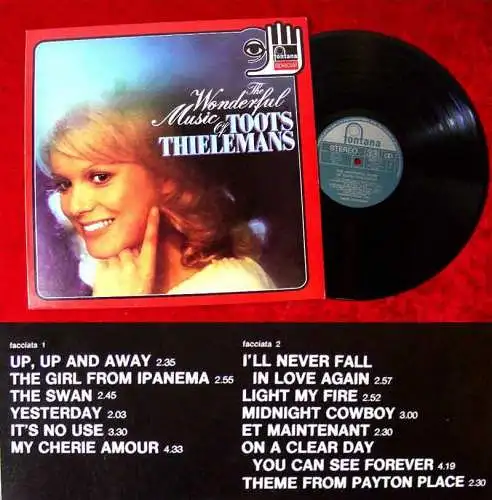 fontana
SPECIAL
The
Wonderful
Music
Of TOOTS
THIELEMANS
fontana
STEREO
facciata 1
UP, UP AND AWAY 2.35
THE GIRL FROM IPANEMA 2.55
THE SWAN 2.45
YESTERDAY 2.03
IT'S NO USE 3.30
MY CHERIE AMOUR 4.33
facciata 2
I'LL NEVER FALL
IN LOVE AGAIN 2.57
LIGHT MY FIRE 2.52
MIDNIGHT COWBOY 3.00
ET MAINTENANT 2.30
ON A CLEAR DAY
YOU CAN SEE FOREVER 4.19
THEME FROM PAYTON PLACE 2.30